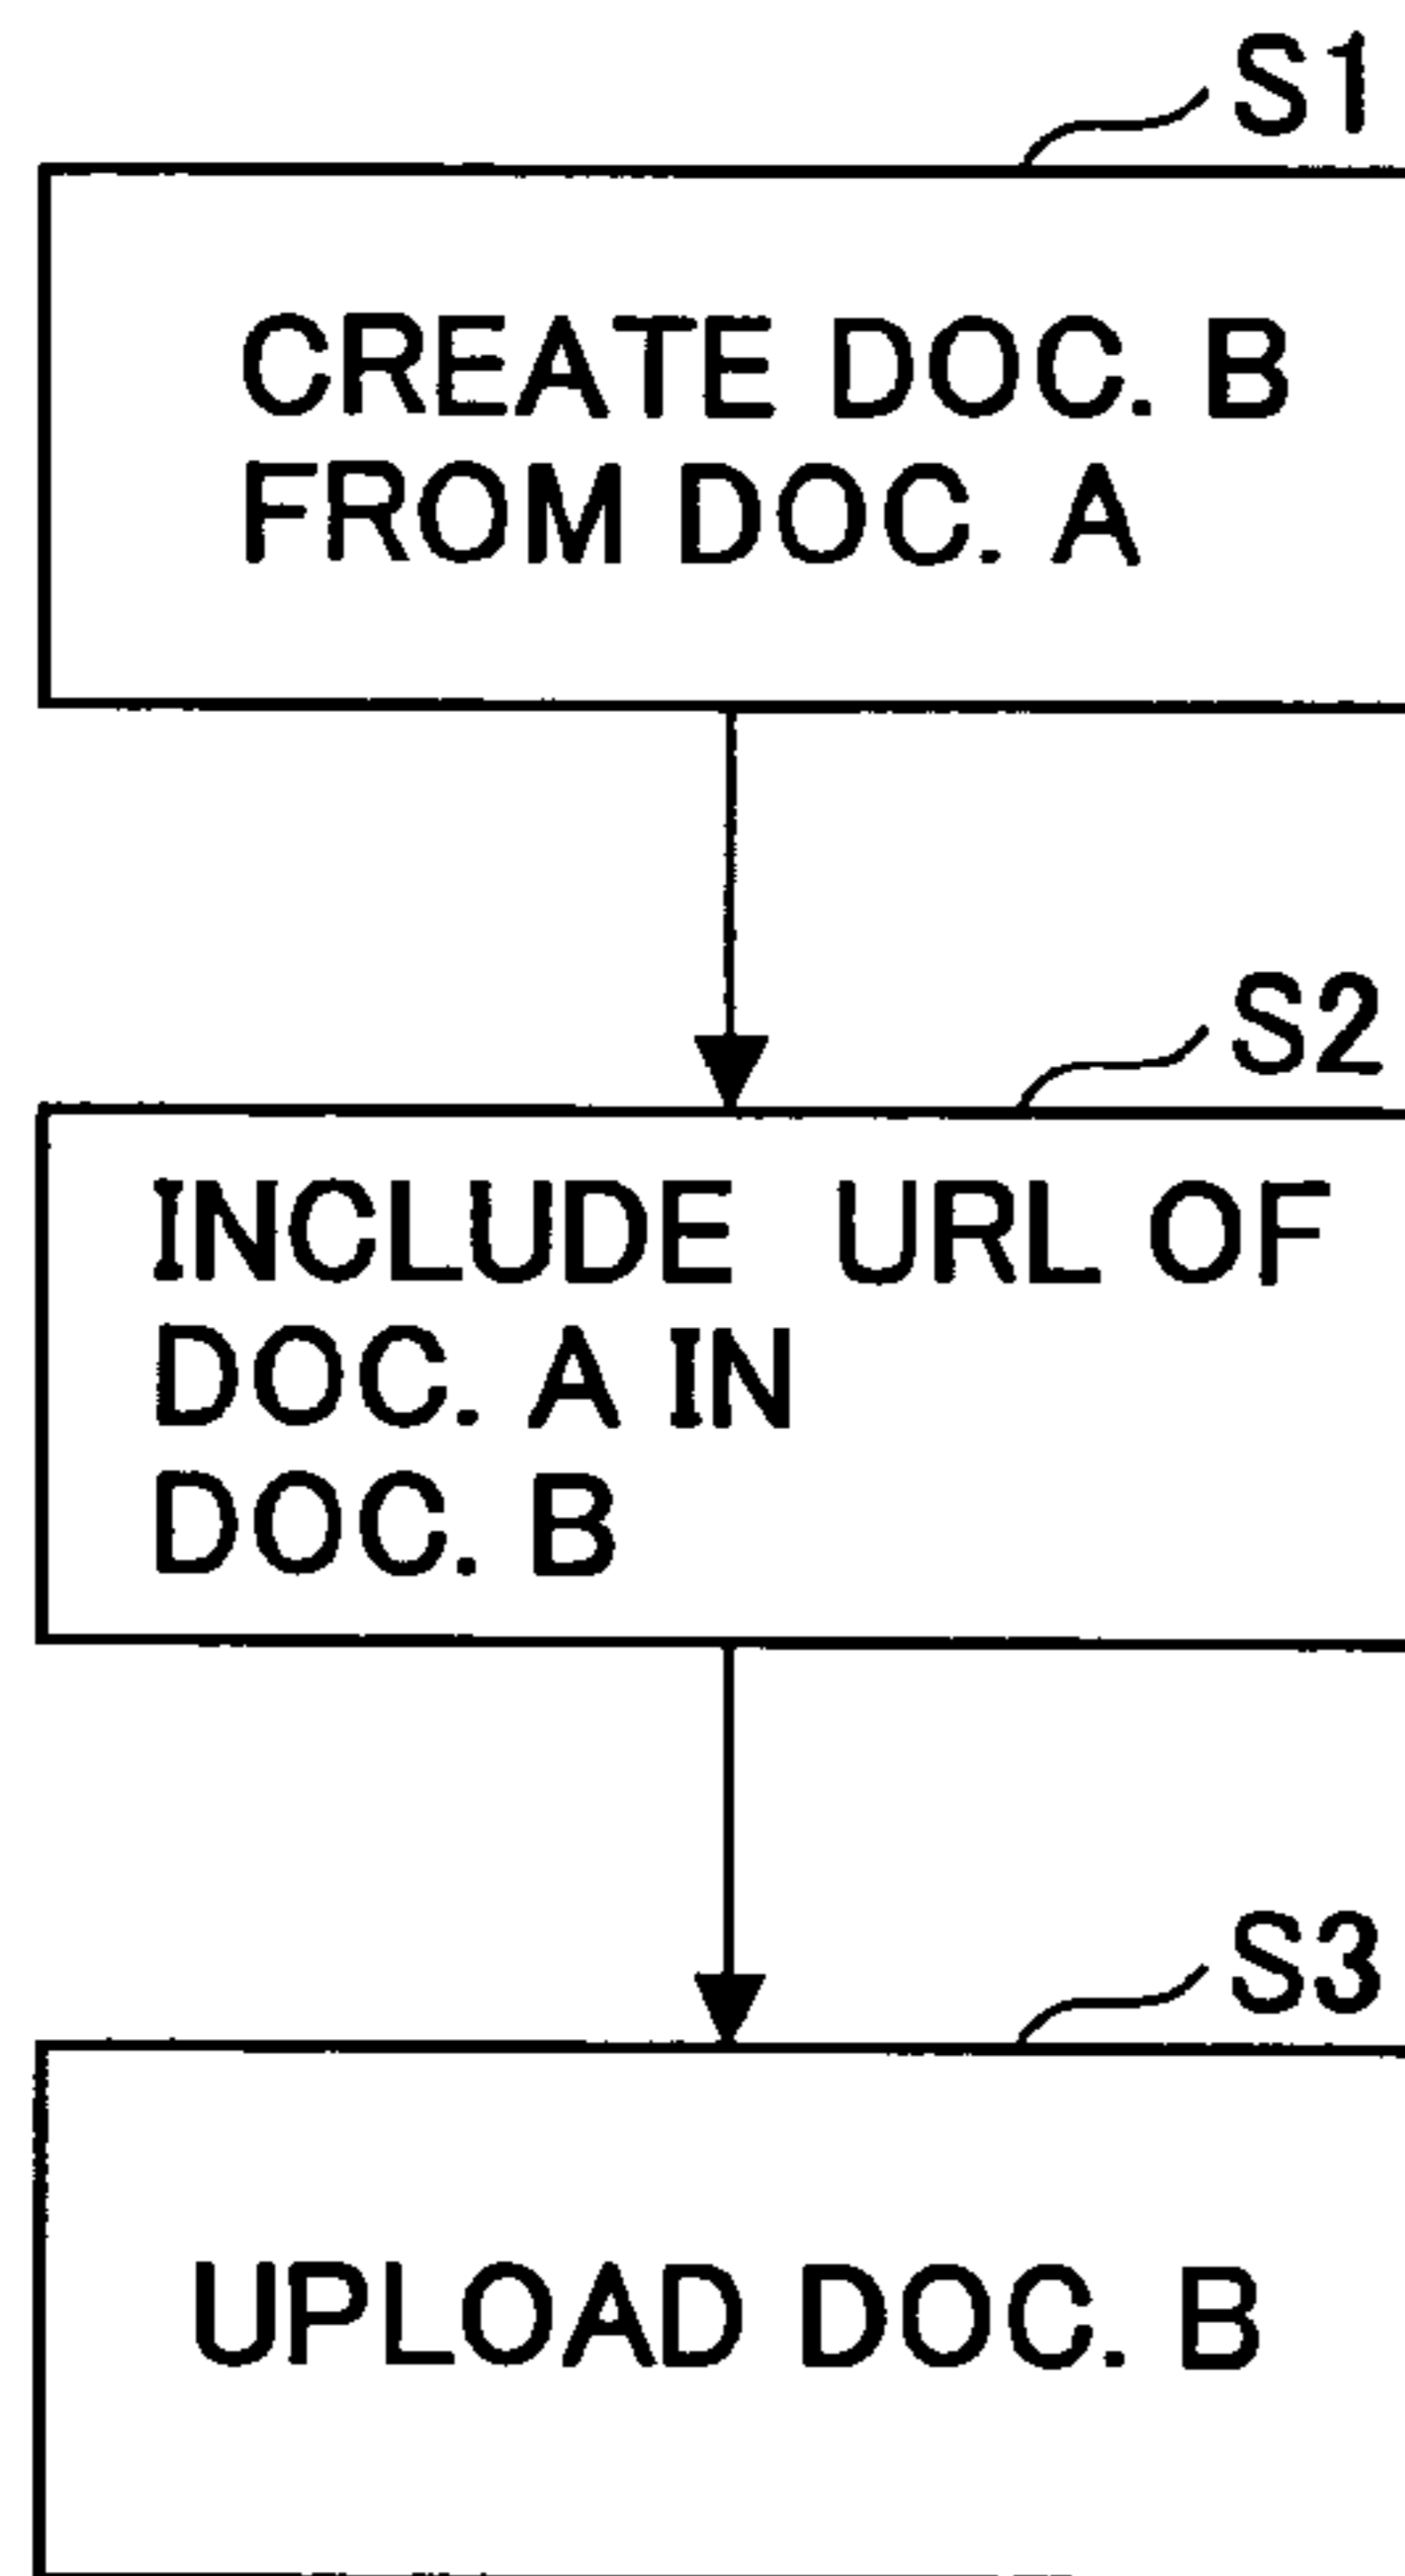 S1
CREATE DOC. B
FROM DOC. A
S2
INCLUDE URL OF
DOC. A IN
DOC. B
S3
UPLOAD DOC. B